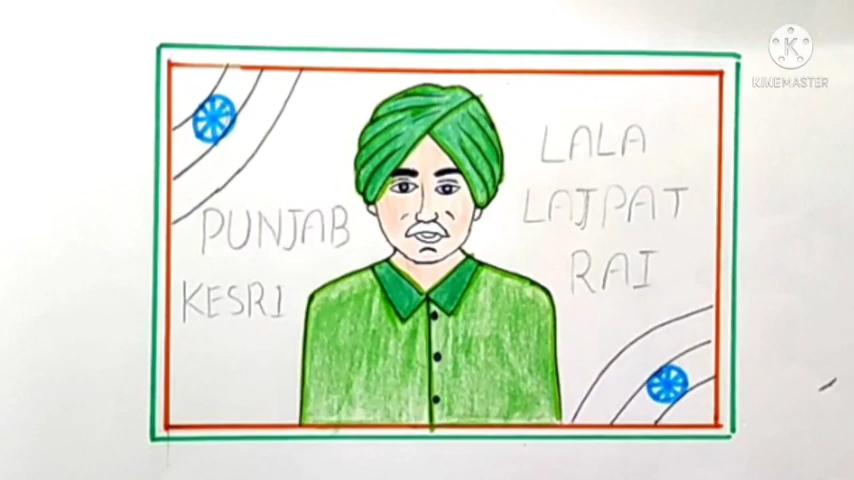 PUNJAB
KESRI
LALA
LAJPAT
RAI
K
KINEMASTER